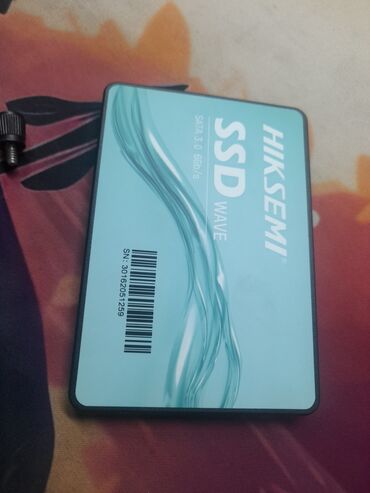 HIKSEMI®
SSD WAVE
SATA 3.0 6Gb/s
SN: 30162051259